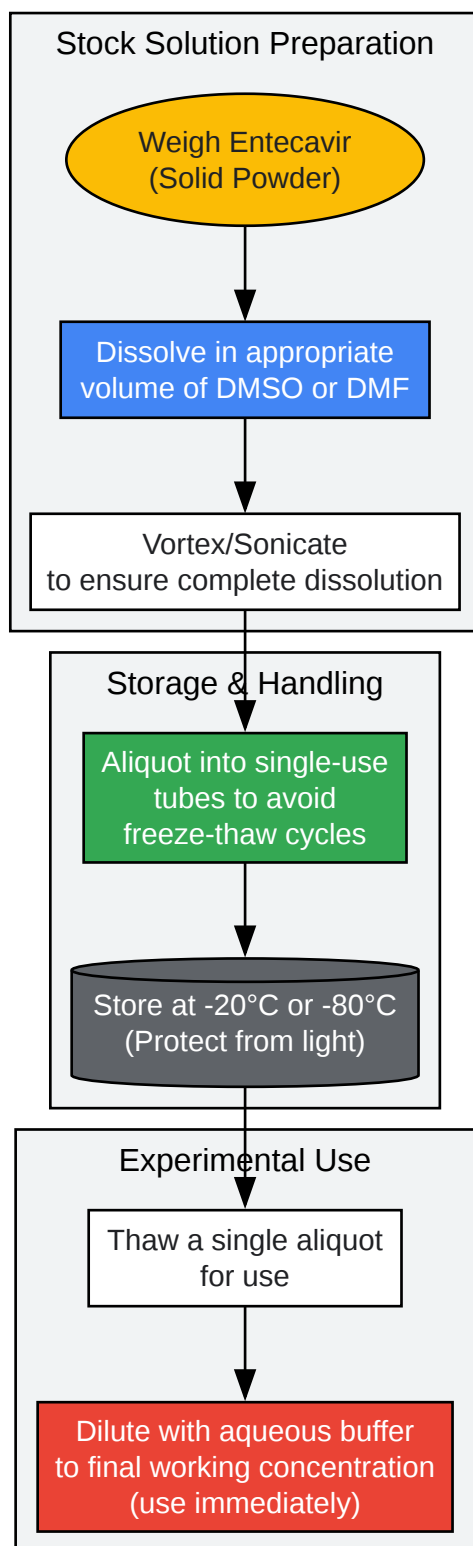 Stock Solution Preparation
Weigh Entecavir
(Solid Powder)
Dissolve in appropriate
volume of DMSO or DMF
Vortex/Sonicate
to ensure complete dissolution
Storage & Handling
Aliquot into single-use
tubes to avoid
freeze-thaw cycles
Store at -20°C or -80°C
(Protect from light)
Experimental Use
Thaw a single aliquot
for use
Dilute with aqueous buffer
to final working concentration
(use immediately)